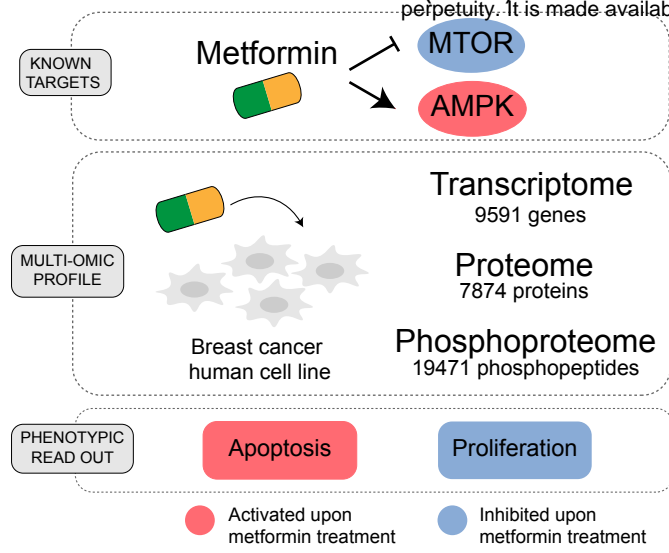 perpetuity. It is made availab
KNOWN
TARGETS
Metformin
MTOR
AMPK
MULTI-OMIC
PROFILE
Transcriptome
9591 genes
Proteome
7874 proteins
Phosphoproteome
19471 phosphopeptides
Breast cancer
human cell line
PHENOTYPIC
READ OUT
Apoptosis
Proliferation
Activated upon
metformin treatment
Inhibited upon
metformin treatment